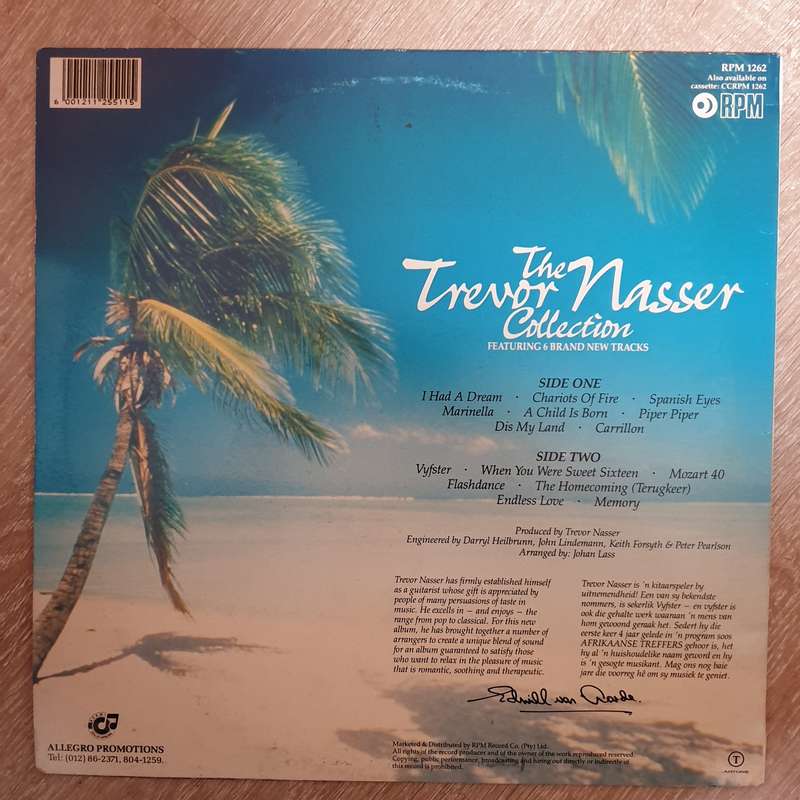 6 001211 255115
RPM 1262
Also available on
cassette: CCRPM 1262
RPM
The
Trevor Nasser
Collection
FEATURING 6 BRAND NEW TRACKS
SIDE ONE
I Had A Dream · Chariots Of Fire · Spanish Eyes
Marinella · A Child Is Born · Piper Piper
Dis My Land · Carrillon
SIDE TWO
Vyfster · When You Were Sweet Sixteen · Mozart 40
Flashdance · The Homecoming (Terugkeer)
Endless Love · Memory
Produced by Trevor Nasser
Engineered by Darryl Heilbrunn, John Lindemann, Keith Forsyth & Peter Pearlson
Arranged by: Johan Lass
Trevor Nasser has firmly established himself
as a guitarist whose gift is appreciated by
people of many persuasions of taste in
music. He excells in — and enjoys — the
range from pop to classical. For this new
album, he has brought together a number of
arrangers to create a unique blend of sound
for an album guaranteed to satisfy those
who want to relax in the pleasure of music
that is romantic, soothing and therapeutic.
Trevor Nasser is 'n kitaarspeler by
uitnemendheid! Een van sy bekendste
nommers, is sekerlik Vyfster — en vyfster is
ook die gehalte werk waaraan 'n mens van
hom gewoond geraak het. Sedert hy die
eerste keer 4 jaar gelede in 'n program soos
AFRIKAANSE TREFFERS gehoor is, het
hy al 'n huishoudelike naam geword en hy
is 'n gesogte musikant. Mag ons nog baie
jare die voorreg hê om sy musiek te geniet.
ALLEGRO PROMOTIONS
Tel: (012) 86-2371, 804-1259.
Marketed & Distributed by RPM Record Co. (Pty) Ltd.
All rights of the record producer and of the owner of the work reproduced reserved.
Copying, public performance, broadcasting and hiring out directly or indirectly of
this record is prohibited.
T